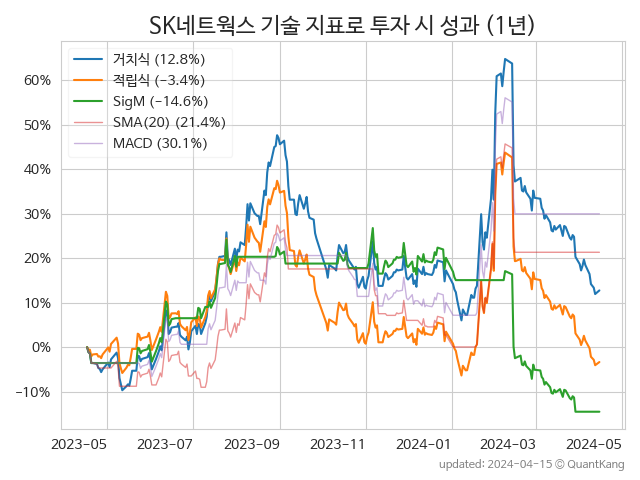 SK네트웍스 기술 지표로 투자 시 성과 (1년)
거치식 (12.8%)
적립식 (−3.4%)
SigM (−14.6%)
SMA(20) (21.4%)
MACD (30.1%)
60%
50%
40%
30%
20%
10%
0%
−10%
2023-05 2023-07 2023-09 2023-11 2024-01 2024-03 2024-05
updated: 2024-04-15 © QuantKang